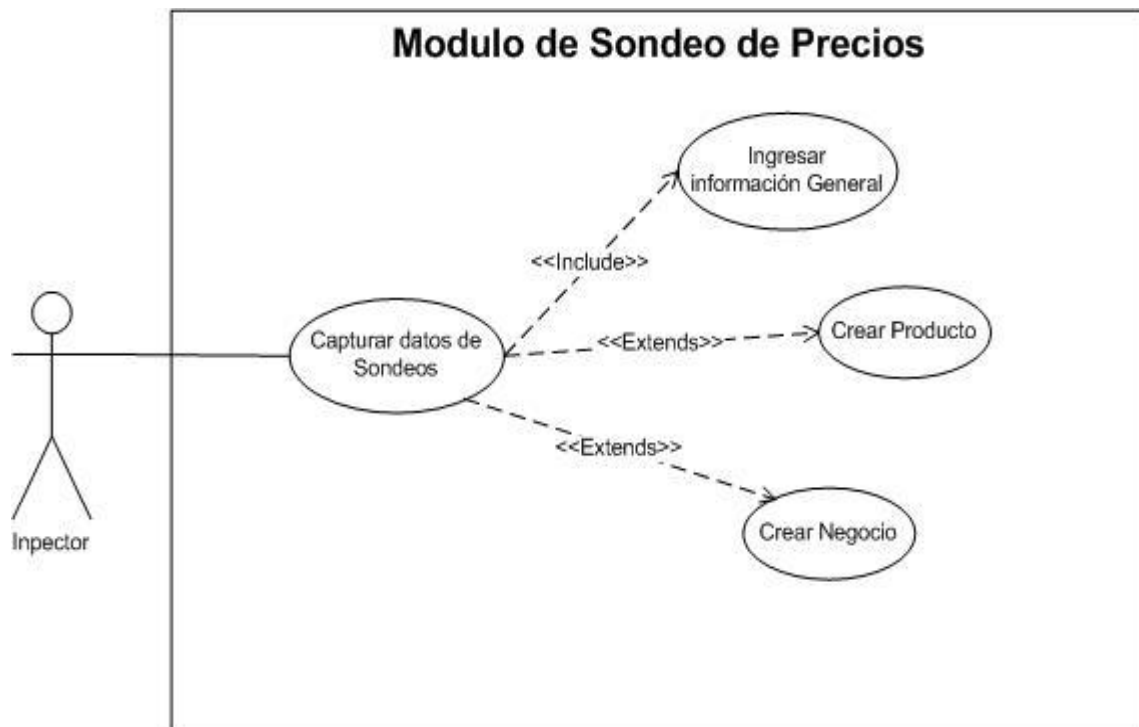 Modulo de Sondeo de Precios
Ingresar
información General
<<Include>>
Capturar datos de
Sondeos
<<Extends>>
Crear Producto
<<Extends>>
Crear Negocio
Inpector